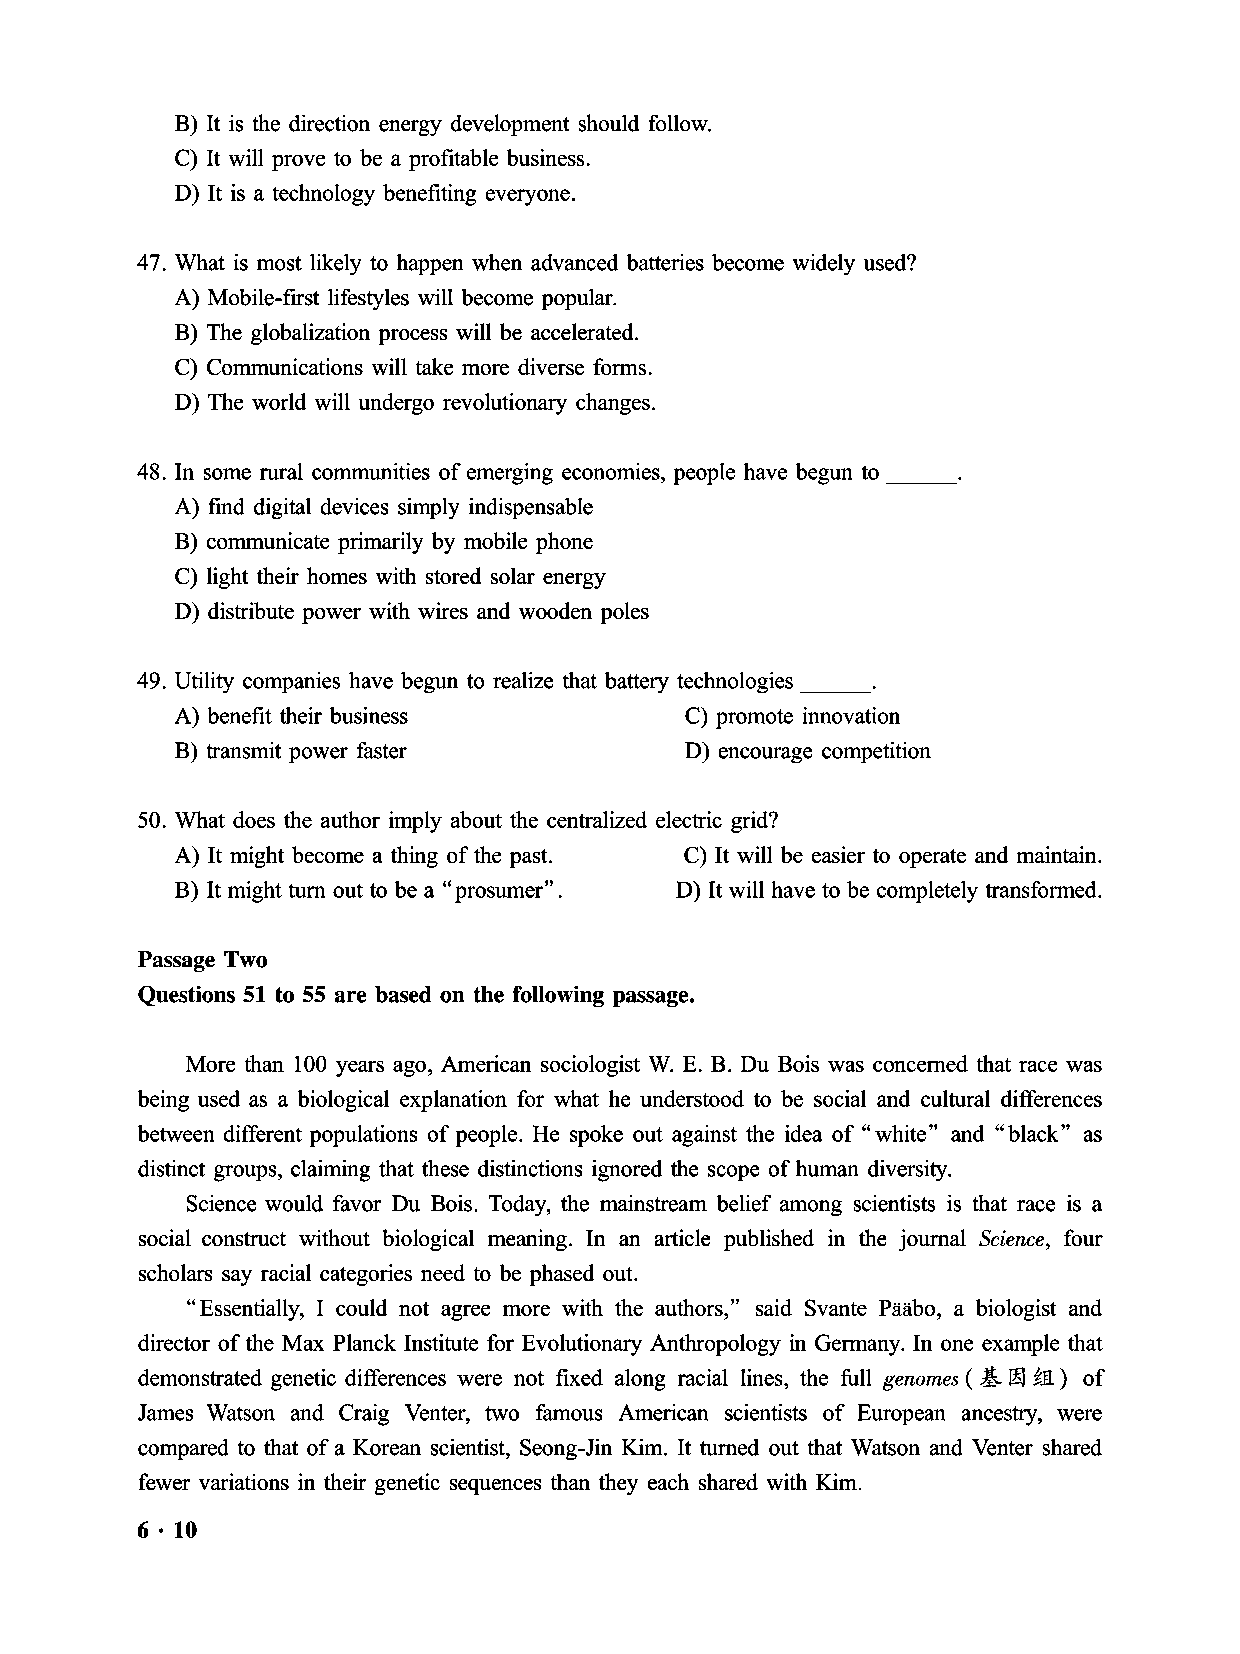 B) It is the direction energy development should follow.
C) It will prove to be a profitable business.
D) It is a technology benefiting everyone.
47. What is most likely to happen when advanced batteries become widely used?
A) Mobile-first lifestyles will become popular.
B) The globalization process will be accelerated.
C) Communications will take more diverse forms.
D) The world will undergo revolutionary changes.
48. In some rural communities of emerging economies, people have begun to ______.
A) find digital devices simply indispensable
B) communicate primarily by mobile phone
C) light their homes with stored solar energy
D) distribute power with wires and wooden poles
49. Utility companies have begun to realize that battery technologies ______.
A) benefit their business C) promote innovation
B) transmit power faster D) encourage competition
50. What does the author imply about the centralized electric grid?
A) It might become a thing of the past. C) It will be easier to operate and maintain.
B) It might turn out to be a “prosumer”. D) It will have to be completely transformed.
Passage Two
Questions 51 to 55 are based on the following passage.
More than 100 years ago, American sociologist W. E. B. Du Bois was concerned that race was
being used as a biological explanation for what he understood to be social and cultural differences
between different populations of people. He spoke out against the idea of “white” and “black” as
distinct groups, claiming that these distinctions ignored the scope of human diversity.
Science would favor Du Bois. Today, the mainstream belief among scientists is that race is a
social construct without biological meaning. In an article published in the journal Science, four
scholars say racial categories need to be phased out.
“Essentially, I could not agree more with the authors,” said Svante Pääbo, a biologist and
director of the Max Planck Institute for Evolutionary Anthropology in Germany. In one example that
demonstrated genetic differences were not fixed along racial lines, the full genomes (基因组) of
James Watson and Craig Venter, two famous American scientists of European ancestry, were
compared to that of a Korean scientist, Seong-Jin Kim. It turned out that Watson and Venter shared
fewer variations in their genetic sequences than they each shared with Kim.
6 · 10